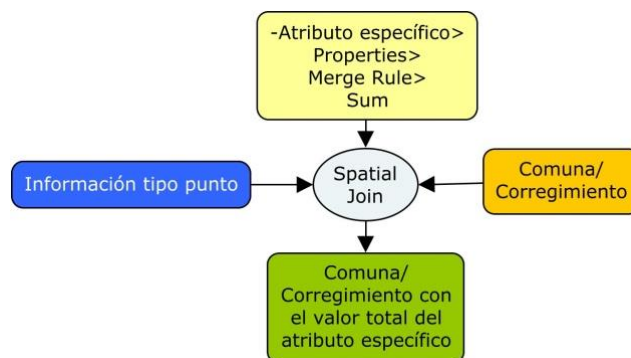 -Atributo específico>
Properties>
Merge Rule>
Sum
Información tipo punto
Spatial
Join
Comuna/
Corregimiento
Comuna/
Corregimiento con
el valor total del
atributo específico